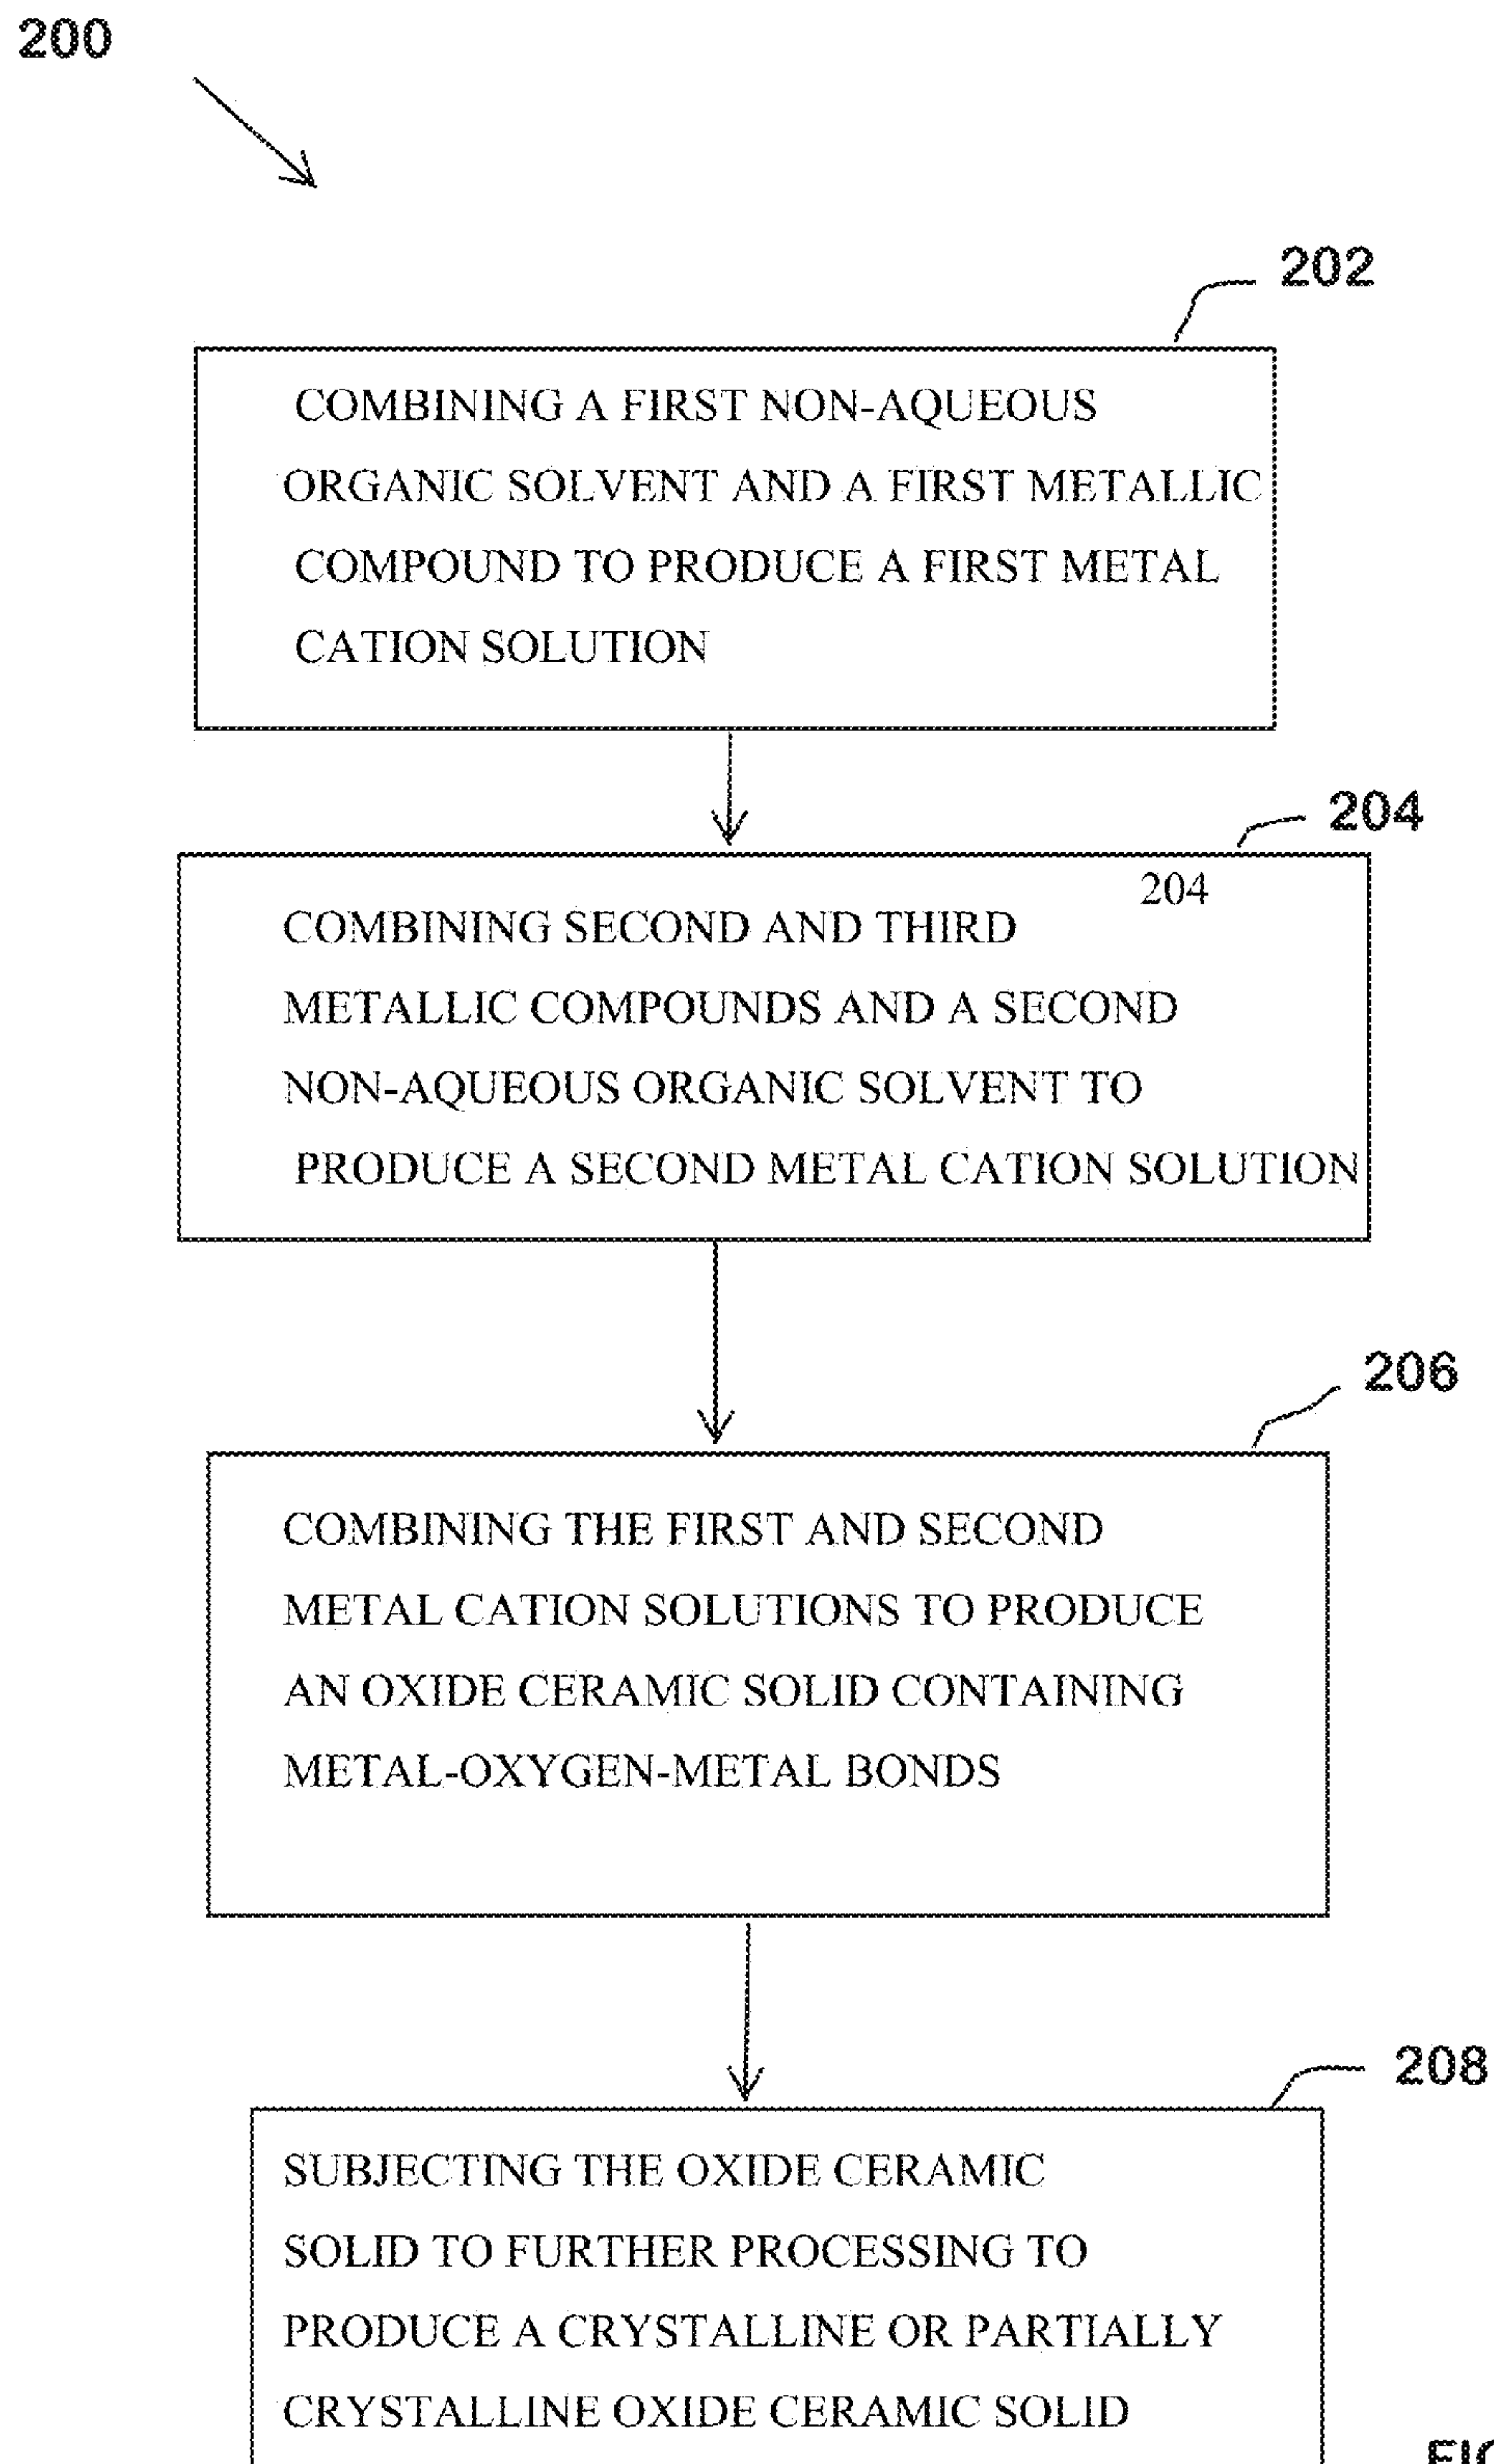 200
202
COMBINING A FIRST NON-AQUEOUS
ORGANIC SOLVENT AND A FIRST METALLIC
COMPOUND TO PRODUCE A FIRST METAL
CATION SOLUTION
204
204
COMBINING SECOND AND THIRD
METALLIC COMPOUNDS AND A SECOND
NON-AQUEOUS ORGANIC SOLVENT TO
PRODUCE A SECOND METAL CATION SOLUTION
206
COMBINING THE FIRST AND SECOND
METAL CATION SOLUTIONS TO PRODUCE
AN OXIDE CERAMIC SOLID CONTAINING
METAL-OXYGEN-METAL BONDS
208
SUBJECTING THE OXIDE CERAMIC
SOLID TO FURTHER PROCESSING TO
PRODUCE A CRYSTALLINE OR PARTIALLY
CRYSTALLINE OXIDE CERAMIC SOLID